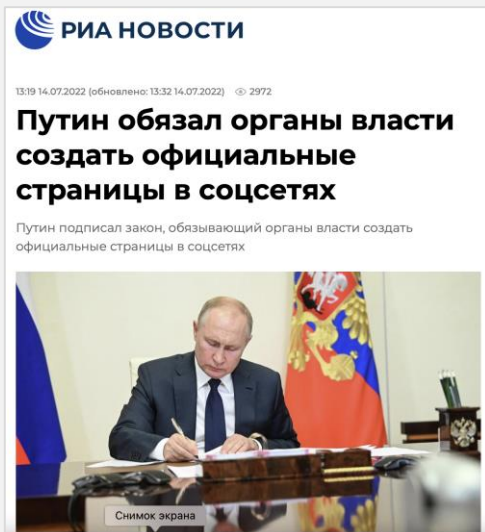 РИА НОВОСТИ
13:19 14.07.2022 (обновлено: 13:32 14.07.2022) 2972
Путин обязал органы власти
создать официальные
страницы в соцсетях
Путин подписал закон, обязывающий органы власти создать
официальные страницы в соцсетях
Снимок экрана